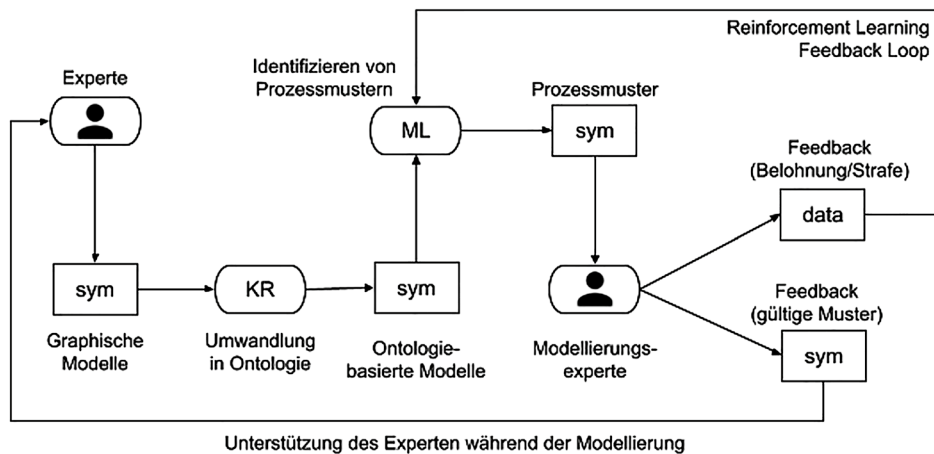 Reinforcement Learning
Feedback Loop
Experte
Identifizieren von
Prozessmustern
ML
Prozessmuster
sym
Feedback
(Belohnung/Strafe)
data
sym
Graphische
Modelle
KR
Umwandlung
in Ontologie
sym
Ontologie-
basierte Modelle
Modellierungs-
experte
Feedback
(gültige Muster)
sym
Unterstützung des Experten während der Modellierung